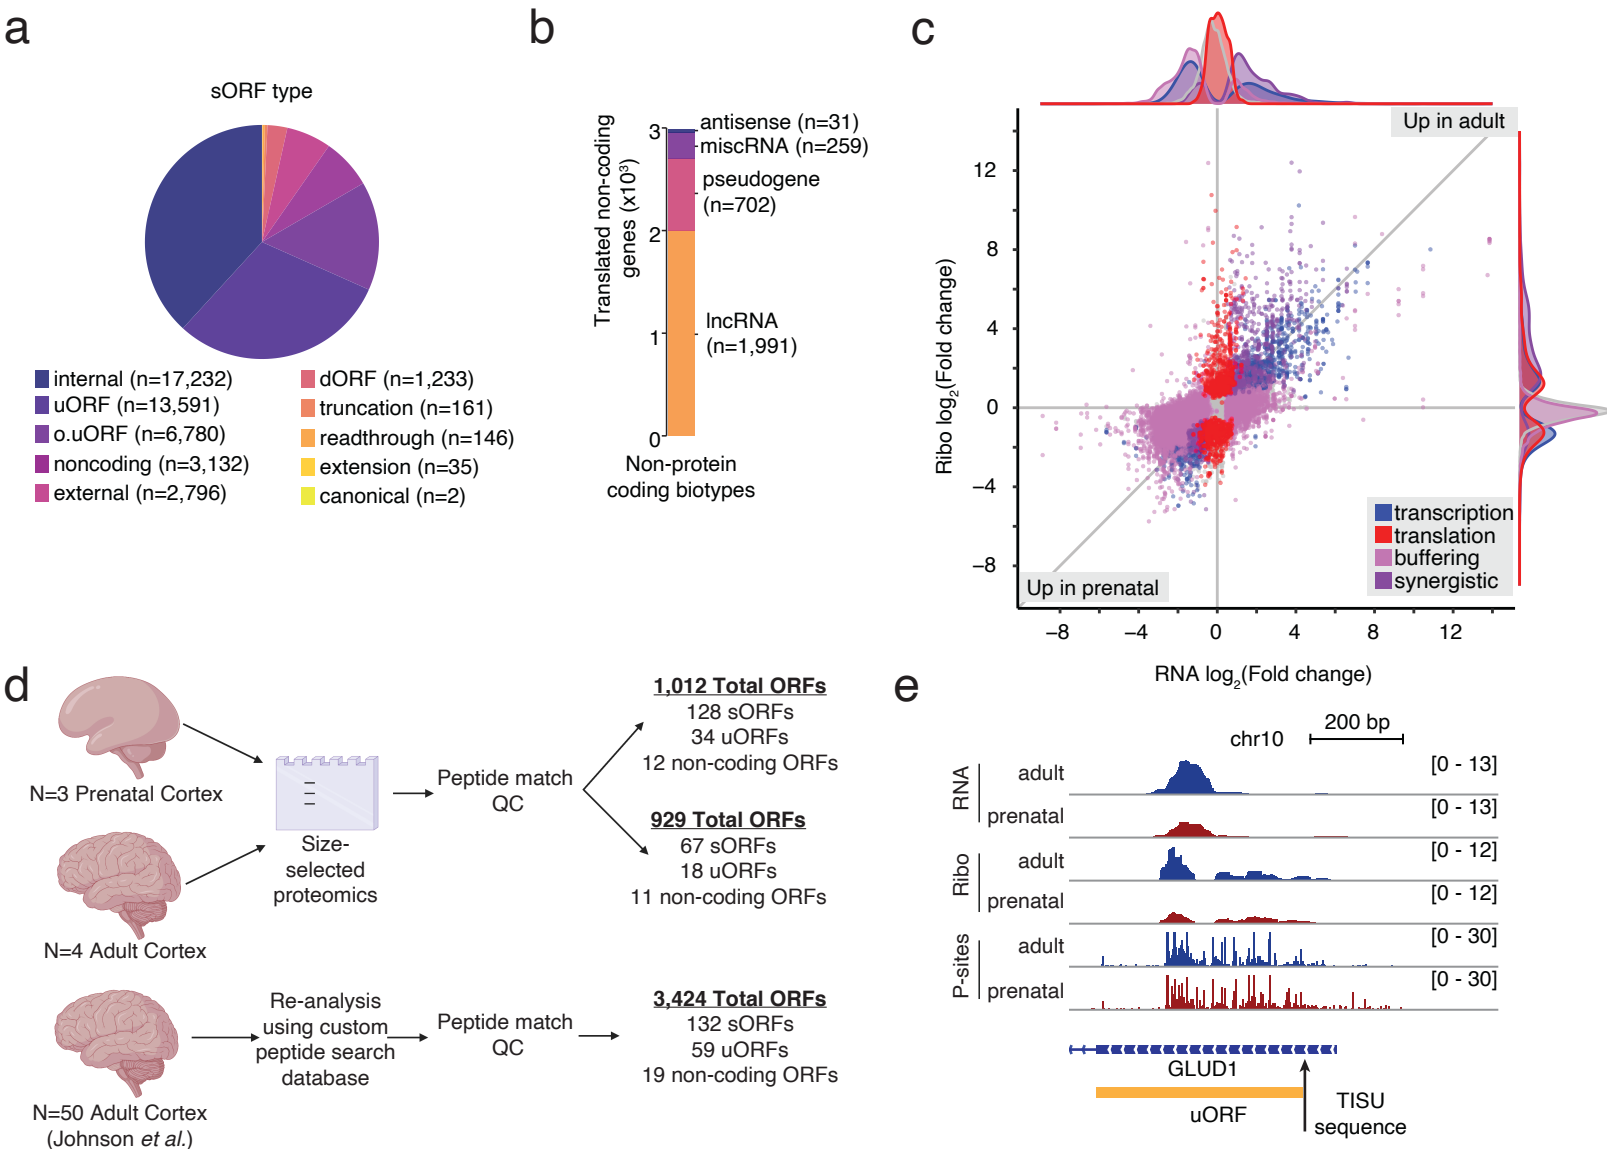 a
sORF type
internal (n=17,232)
uORF (n=13,591)
o.uORF (n=6,780)
noncoding (n=3,132)
external (n=2,796)
dORF (n=1,233)
truncation (n=161)
readthrough (n=146)
extension (n=35)
canonical (n=2)
b
Translated non-coding
genes (x10³)
3
2
1
0
antisense (n=31)
miscRNA (n=259)
pseudogene
(n=702)
lncRNA
(n=1,991)
Non-protein
coding biotypes
c
Up in adult
Ribo log₂(Fold change)
12
8
4
0
−4
−8
transcription
translation
buffering
synergistic
Up in prenatal
−8
−4
0
4
8
12
RNA log₂(Fold change)
d
N=3 Prenatal Cortex
N=4 Adult Cortex
Size-
selected
proteomics
Peptide match
QC
1,012 Total ORFs
128 sORFs
34 uORFs
12 non-coding ORFs
929 Total ORFs
67 sORFs
18 uORFs
11 non-coding ORFs
N=50 Adult Cortex
(Johnson et al.)
Re-analysis
using custom
peptide search
database
Peptide match
QC
3,424 Total ORFs
132 sORFs
59 uORFs
19 non-coding ORFs
e
chr10
200 bp
RNA
adult
[0 - 13]
prenatal
[0 - 13]
Ribo
adult
[0 - 12]
prenatal
[0 - 12]
P-sites
adult
[0 - 30]
prenatal
[0 - 30]
GLUD1
uORF
TISU
sequence